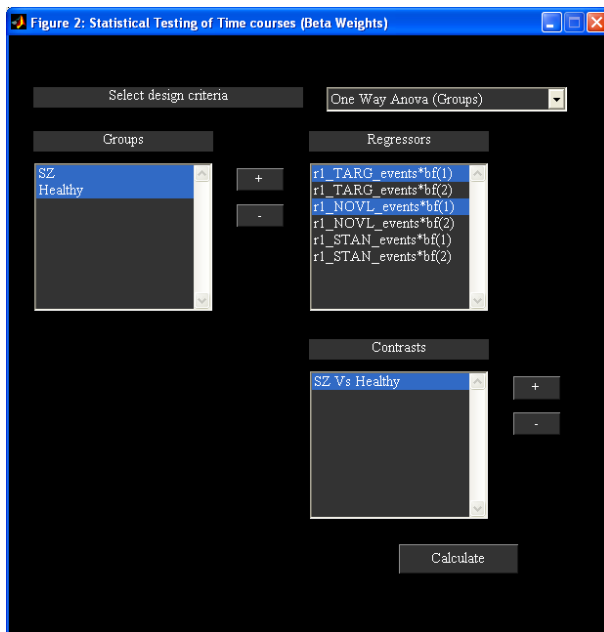 Figure 2: Statistical Testing of Time courses (Beta Weights)
Select design criteria
One Way Anova (Groups)
Groups
Regressors
SZ
Healthy
+
-
r1_TARG_events*bf(1)
r1_TARG_events*bf(2)
r1_NOVL_events*bf(1)
r1_NOVL_events*bf(2)
r1_STAN_events*bf(1)
r1_STAN_events*bf(2)
Contrasts
SZ Vs Healthy
+
-
Calculate